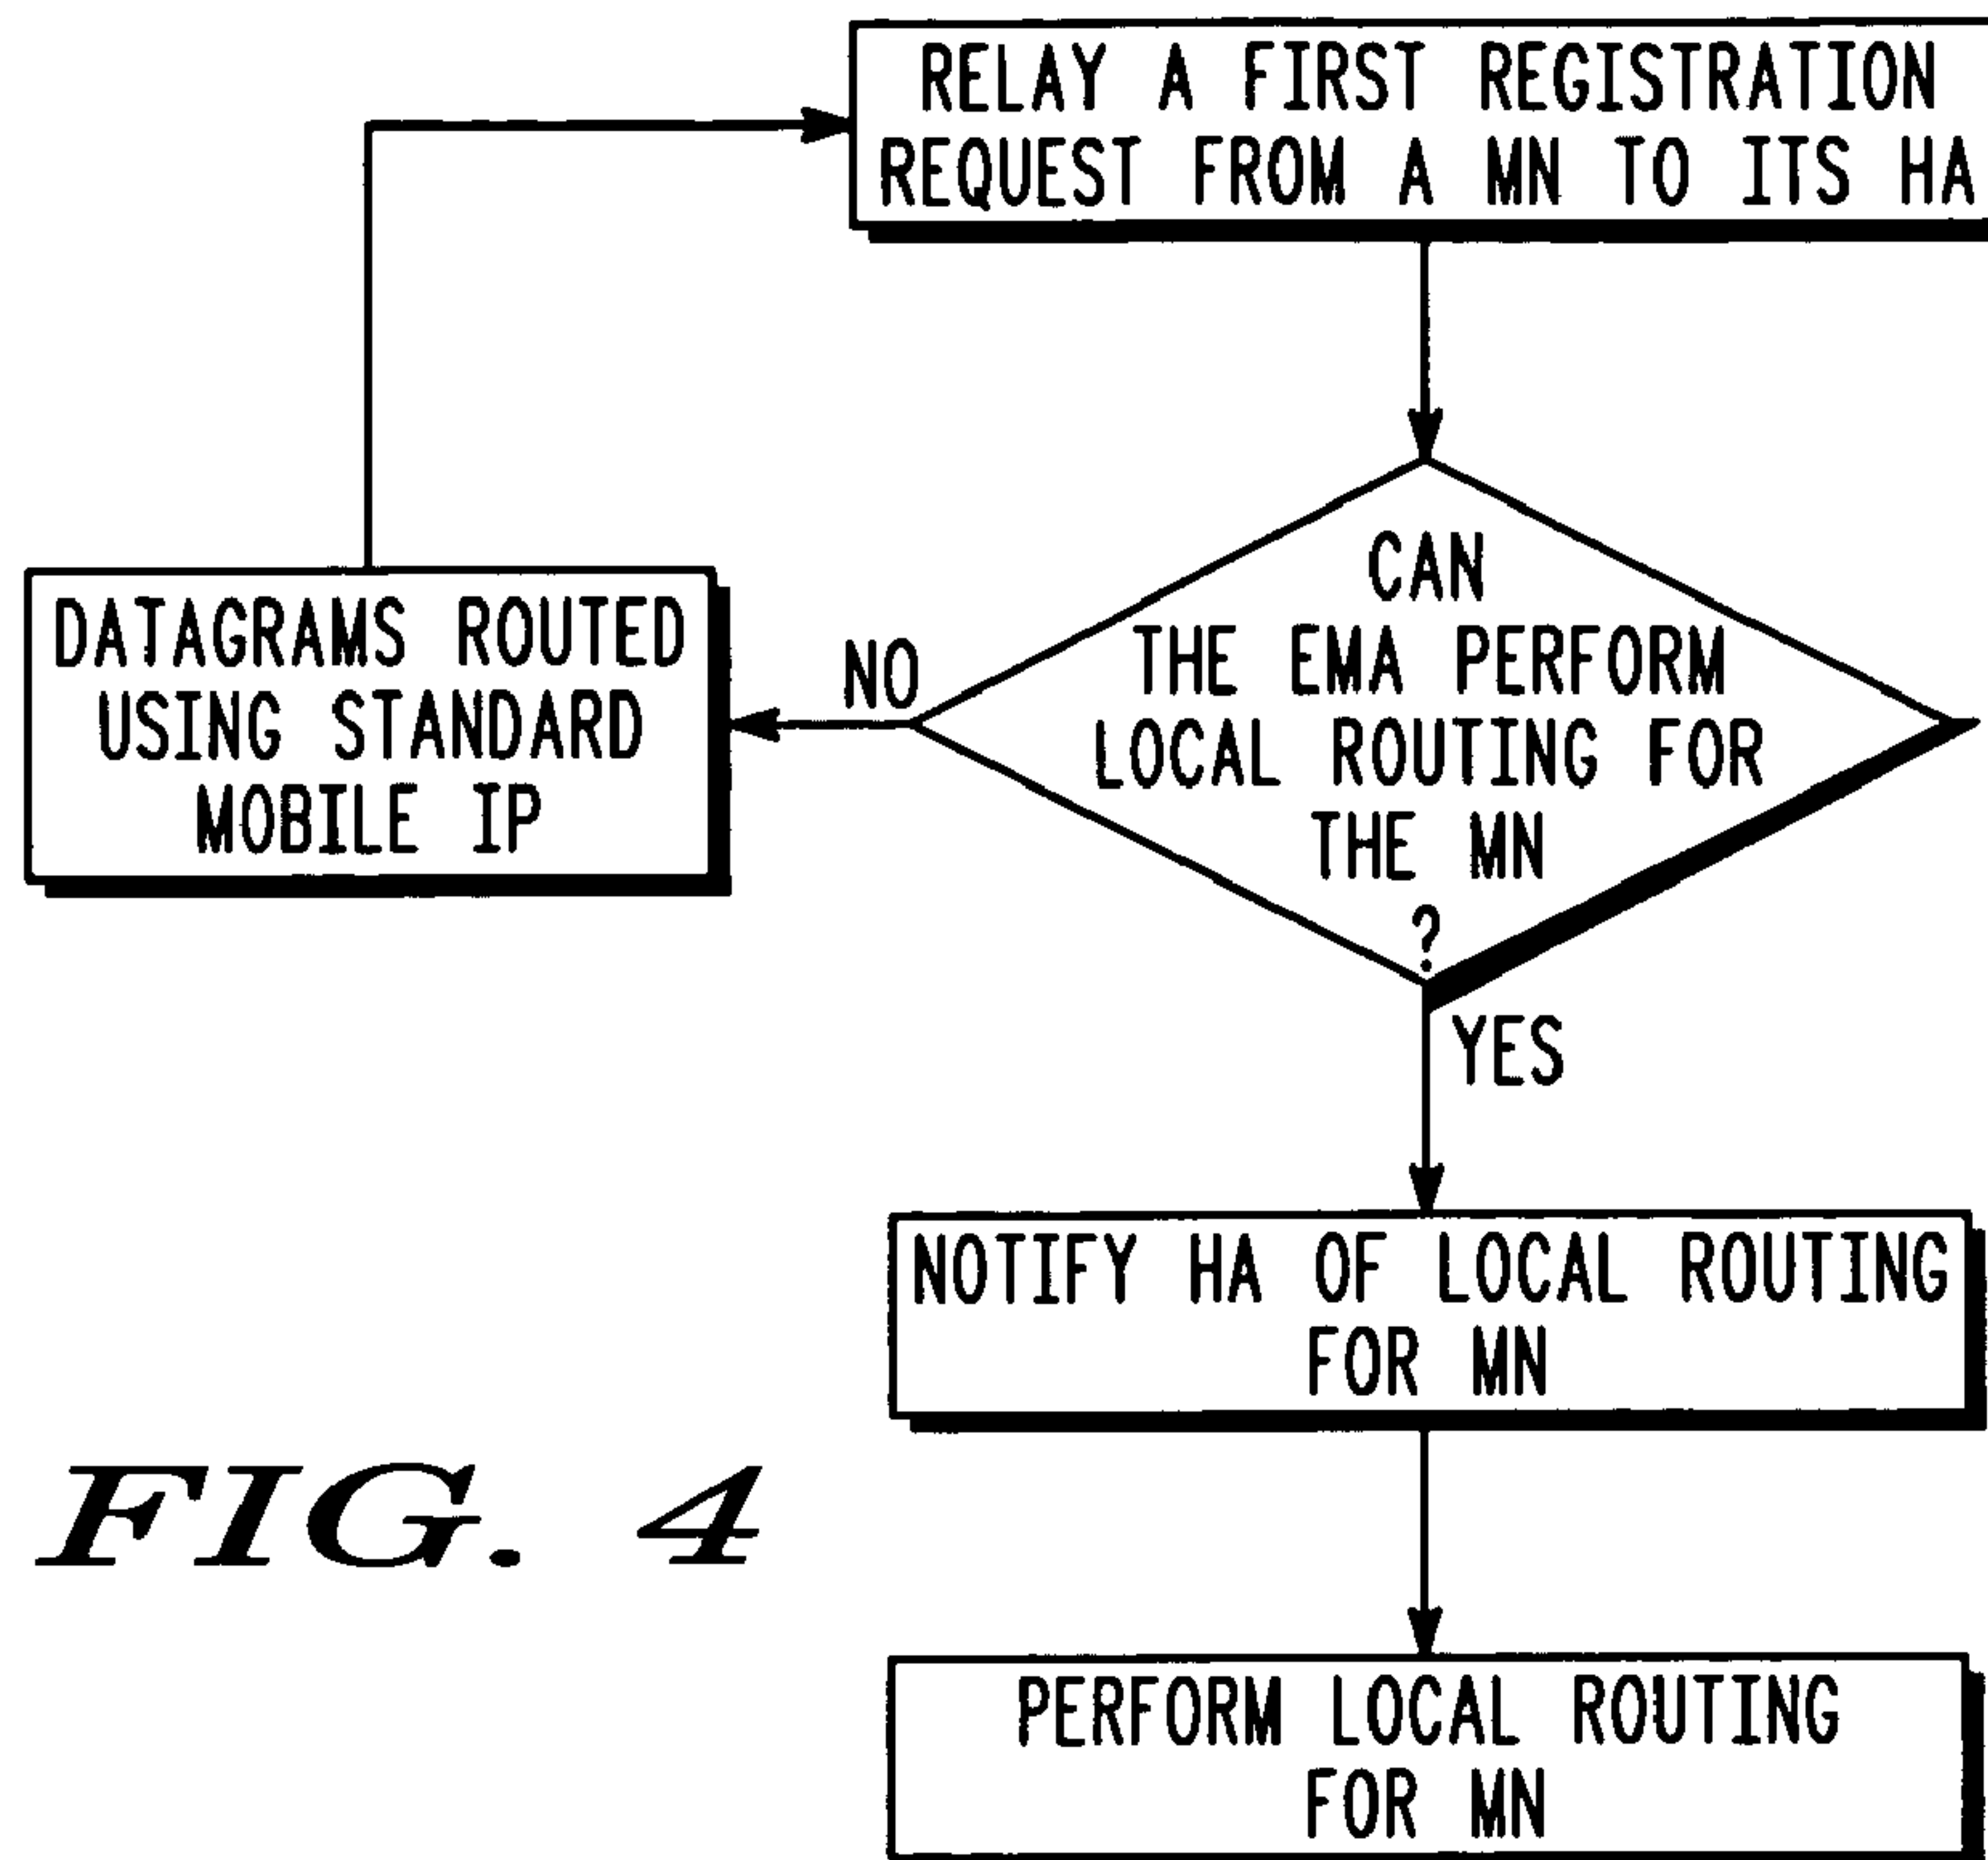 RELAY A FIRST REGISTRATION
REQUEST FROM A MN TO ITS HA
CAN
THE EMA PERFORM
LOCAL ROUTING FOR
THE MN
?
NO
DATAGRAMS ROUTED
USING STANDARD
MOBILE IP
YES
NOTIFY HA OF LOCAL ROUTING
FOR MN
PERFORM LOCAL ROUTING
FOR MN
FIG. 4